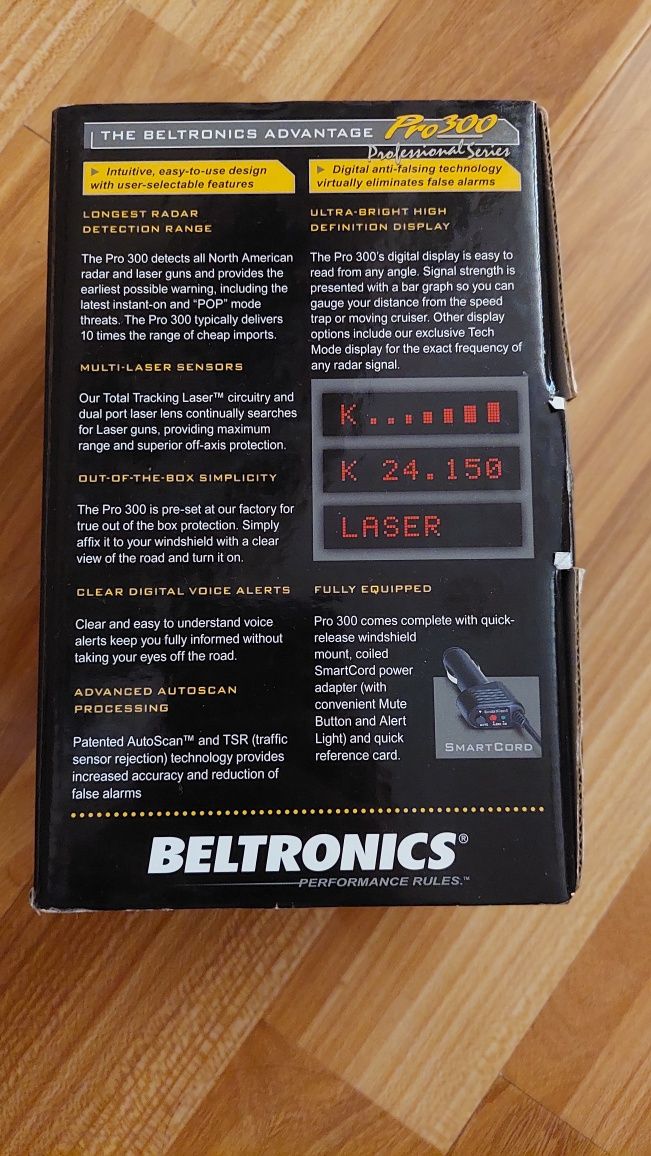 THE BELTRONICS ADVANTAGE
Pro300
Professional Series
► Intuitive, easy-to-use design
with user-selectable features
LONGEST RADAR
DETECTION RANGE
The Pro 300 detects all North American
radar and laser guns and provides the
earliest possible warning, including the
latest instant-on and “POP” mode
threats. The Pro 300 typically delivers
10 times the range of cheap imports.
MULTI-LASER SENSORS
Our Total Tracking Laser™ circuitry and
dual port laser lens continually searches
for Laser guns, providing maximum
range and superior off-axis protection.
OUT-OF-THE-BOX SIMPLICITY
The Pro 300 is pre-set at our factory for
true out of the box protection. Simply
affix it to your windshield with a clear
view of the road and turn it on.
CLEAR DIGITAL VOICE ALERTS
Clear and easy to understand voice
alerts keep you fully informed without
taking your eyes off the road.
ADVANCED AUTOSCAN
PROCESSING
Patented AutoScan™ and TSR (traffic
sensor rejection) technology provides
increased accuracy and reduction of
false alarms
► Digital anti-falsing technology
virtually eliminates false alarms
ULTRA-BRIGHT HIGH
DEFINITION DISPLAY
The Pro 300’s digital display is easy to
read from any angle. Signal strength is
presented with a bar graph so you can
gauge your distance from the speed
trap or moving cruiser. Other display
options include our exclusive Tech
Mode display for the exact frequency of
any radar signal.
K
K 24.150
LASER
FULLY EQUIPPED
Pro 300 comes complete with quick-
release windshield
mount, coiled
SmartCord power
adapter (with
convenient Mute
Button and Alert
Light) and quick
reference card.
SMARTCORD
BELTRONICS®
PERFORMANCE RULES.™